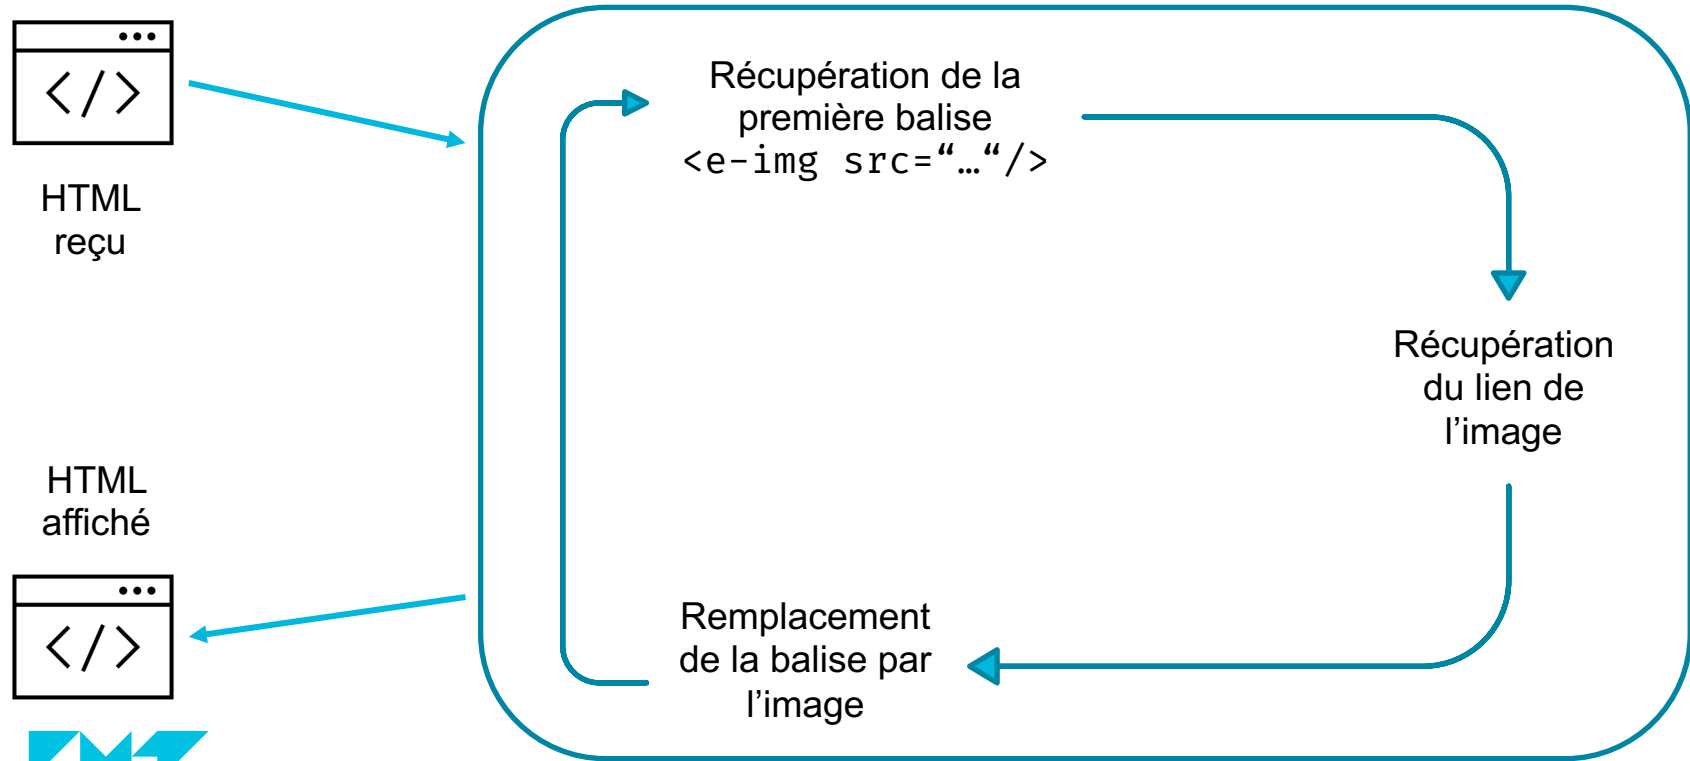 HTML
reçu
Récupération de la
première balise
<e-img src=“…“/>
Récupération
du lien de
l’image
Remplacement
de la balise par
l’image
HTML
affiché